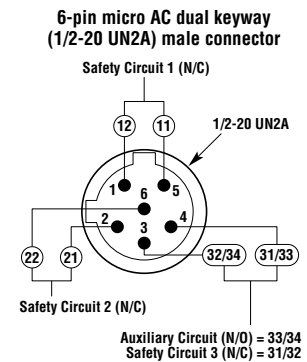 6-pin micro AC dual keyway
(1/2-20 UN2A) male connector
Safety Circuit 1 (N/C)
12 11
1/2-20 UN2A
1 5
6
2 4
3
22 21 32/34 31/33
Safety Circuit 2 (N/C)
Auxiliary Circuit (N/O) = 33/34
Safety Circuit 3 (N/C) = 31/32